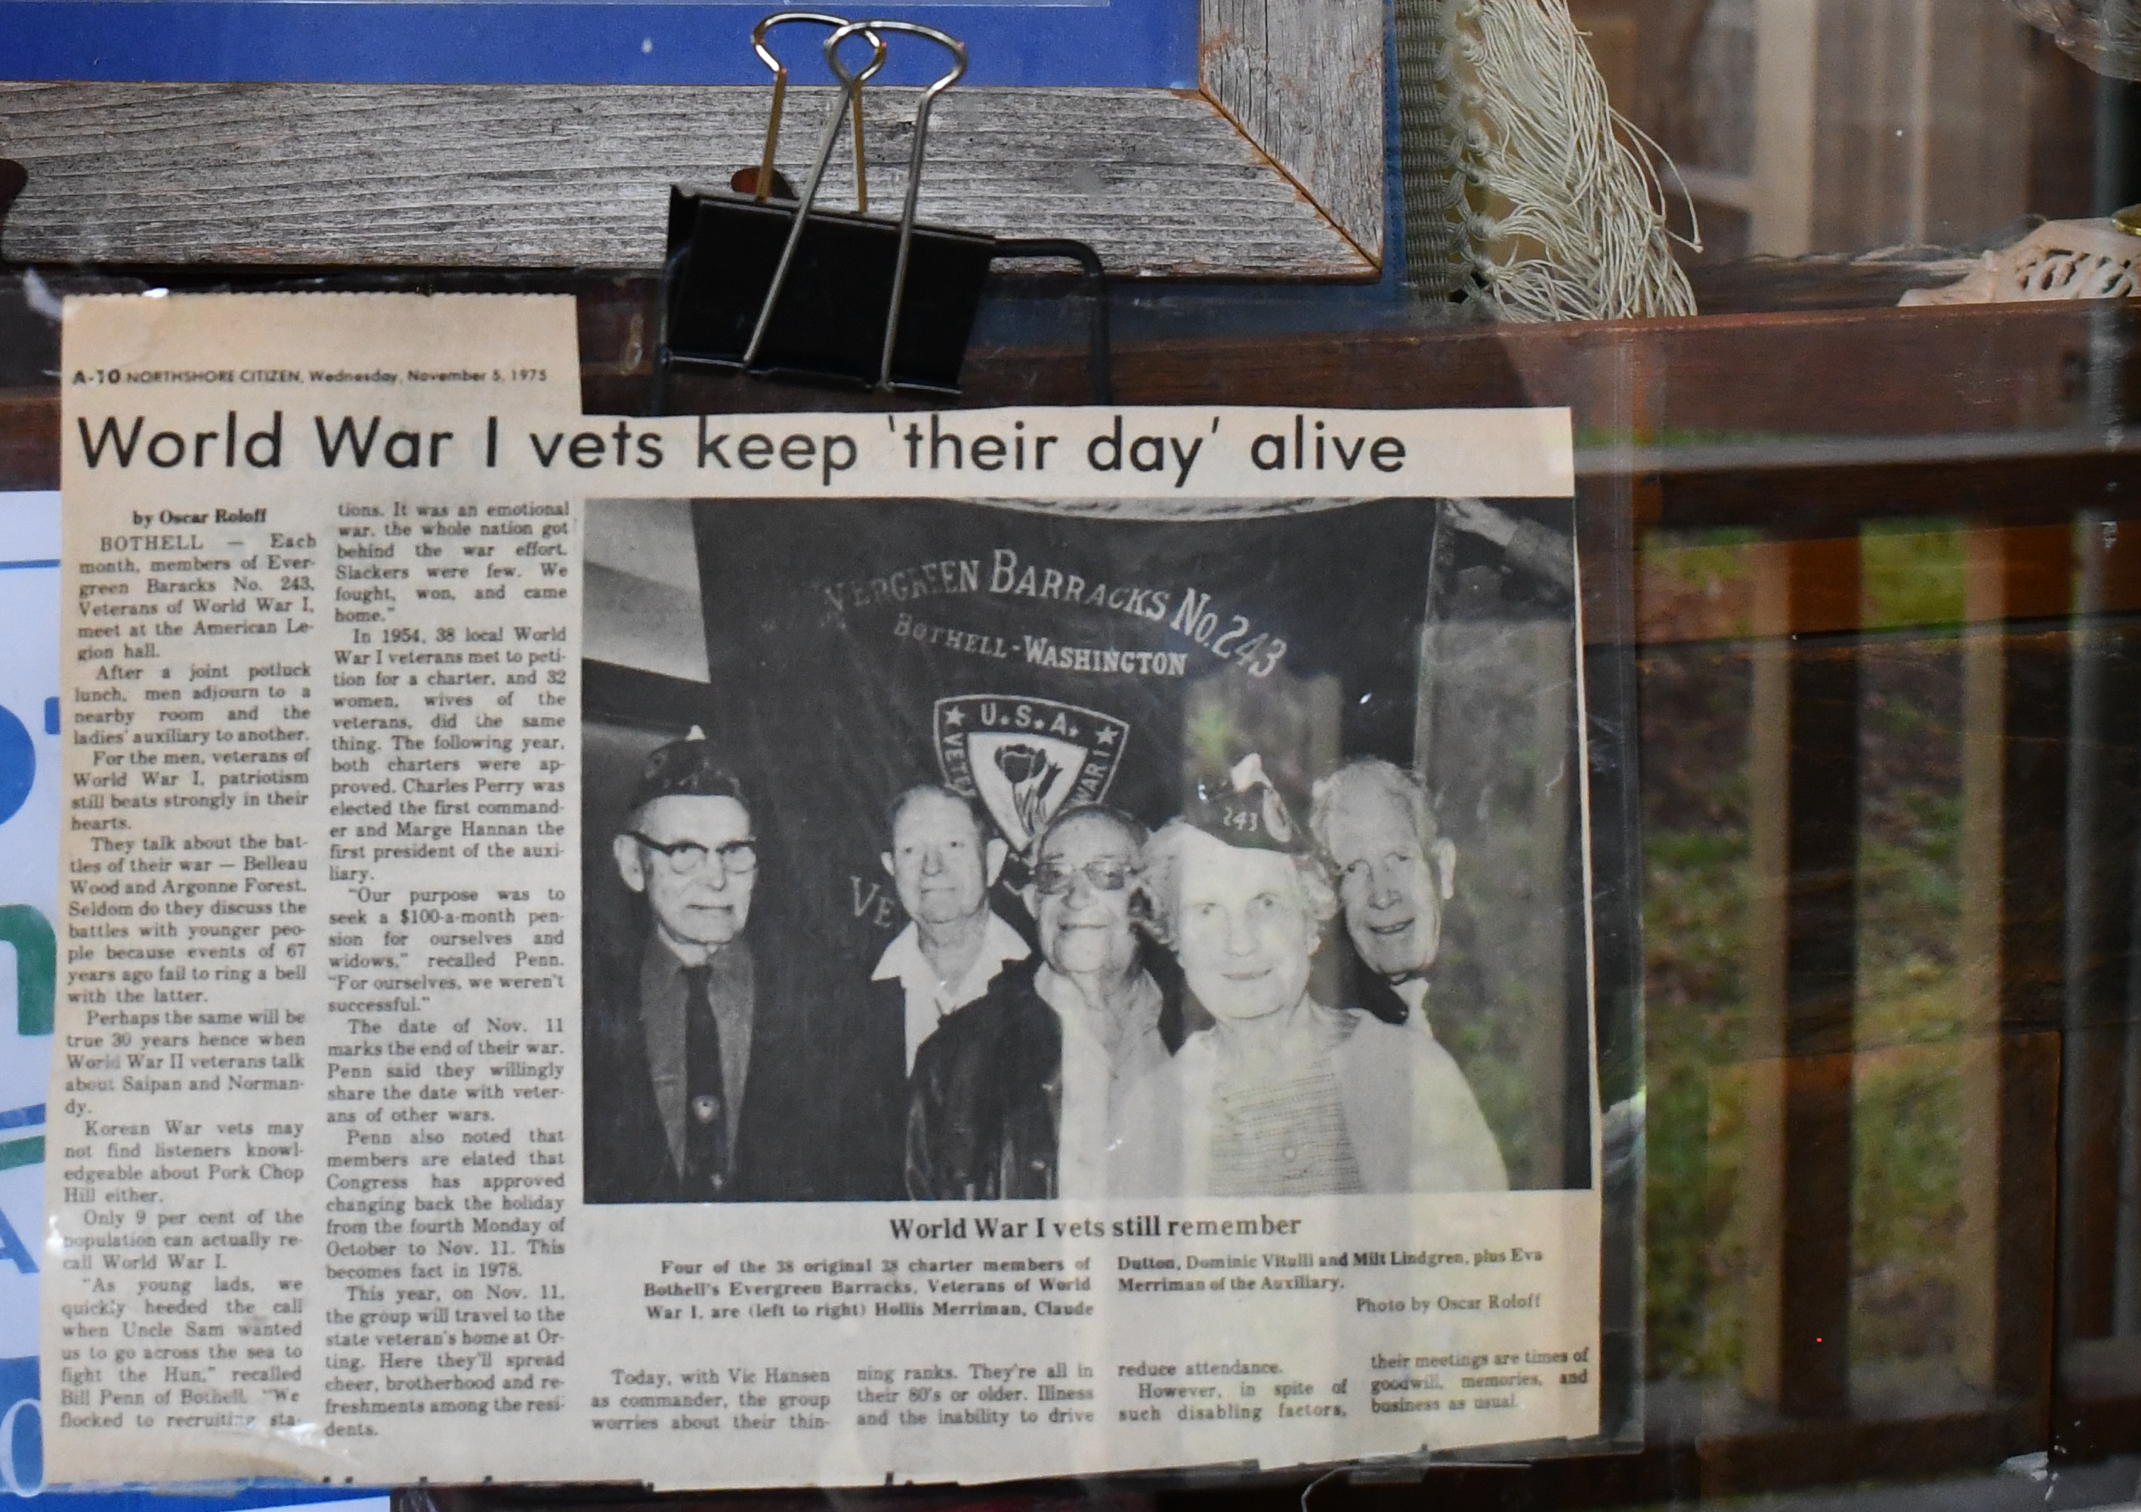 A-10 NORTHSHORE CITIZEN, Wednesday, November 5, 1975
World War I vets keep 'their day' alive
by Oscar Roloff
BOTHELL — Each
month, members of Ever-
green Baracks No. 243,
Veterans of World War I,
meet at the American Le-
gion hall.
After a joint potluck
lunch, men adjourn to a
nearby room and the
ladies' auxiliary to another.
For the men, veterans of
World War I, patriotism
still beats strongly in their
hearts.
They talk about the bat-
tles of their war — Belleau
Wood and Argonne Forest.
Seldom do they discuss the
battles with younger peo-
ple because events of 67
years ago fail to ring a bell
with the latter.
Perhaps the same will be
true 30 years hence when
World War II veterans talk
about Saipan and Norman-
dy.
Korean War vets may
not find listeners knowl-
edgeable about Pork Chop
Hill either.
Only 9 per cent of the
population can actually re-
call World War I.
"As young lads, we
quickly heeded the call
when Uncle Sam wanted
us to go across the sea to
fight the Hun," recalled
Bill Penn of Bothell. "We
flocked to recruiting sta-
tions. It was an emotional
war, the whole nation got
behind the war effort.
Slackers were few. We
fought, won, and came
home."
In 1954, 38 local World
War I veterans met to peti-
tion for a charter, and 32
women, wives of the
veterans, did the same
thing. The following year,
both charters were ap-
proved. Charles Perry was
elected the first command-
er and Marge Hannan the
first president of the auxi-
liary.
"Our purpose was to
seek a $100-a-month pen-
sion for ourselves and
widows," recalled Penn.
"For ourselves, we weren't
successful."
The date of Nov. 11
marks the end of their war.
Penn said they willingly
share the date with veter-
ans of other wars.
Penn also noted that
members are elated that
Congress has approved
changing back the holiday
from the fourth Monday of
October to Nov. 11. This
becomes fact in 1978.
This year, on Nov. 11,
the group will travel to the
state veteran's home at Or-
ting. Here they'll spread
cheer, brotherhood and re-
freshments among the resi-
dents.
EVERGREEN BARRACKS No. 243
BOTHELL-WASHINGTON
U.S.A.
WAR I
243
VE
World War I vets still remember
Four of the 38 original 38 charter members of
Bothell's Evergreen Barracks, Veterans of World
War I, are (left to right) Hollis Merriman, Claude
Dutton, Dominic Vitulli and Milt Lindgren, plus Eva
Merriman of the Auxiliary.
Photo by Oscar Roloff
Today, with Vic Hansen
as commander, the group
worries about their thin-
ning ranks. They're all in
their 80's or older. Illness
and the inability to drive
reduce attendance.
However, in spite of
such disabling factors,
their meetings are times of
goodwill, memories, and
business as usual.